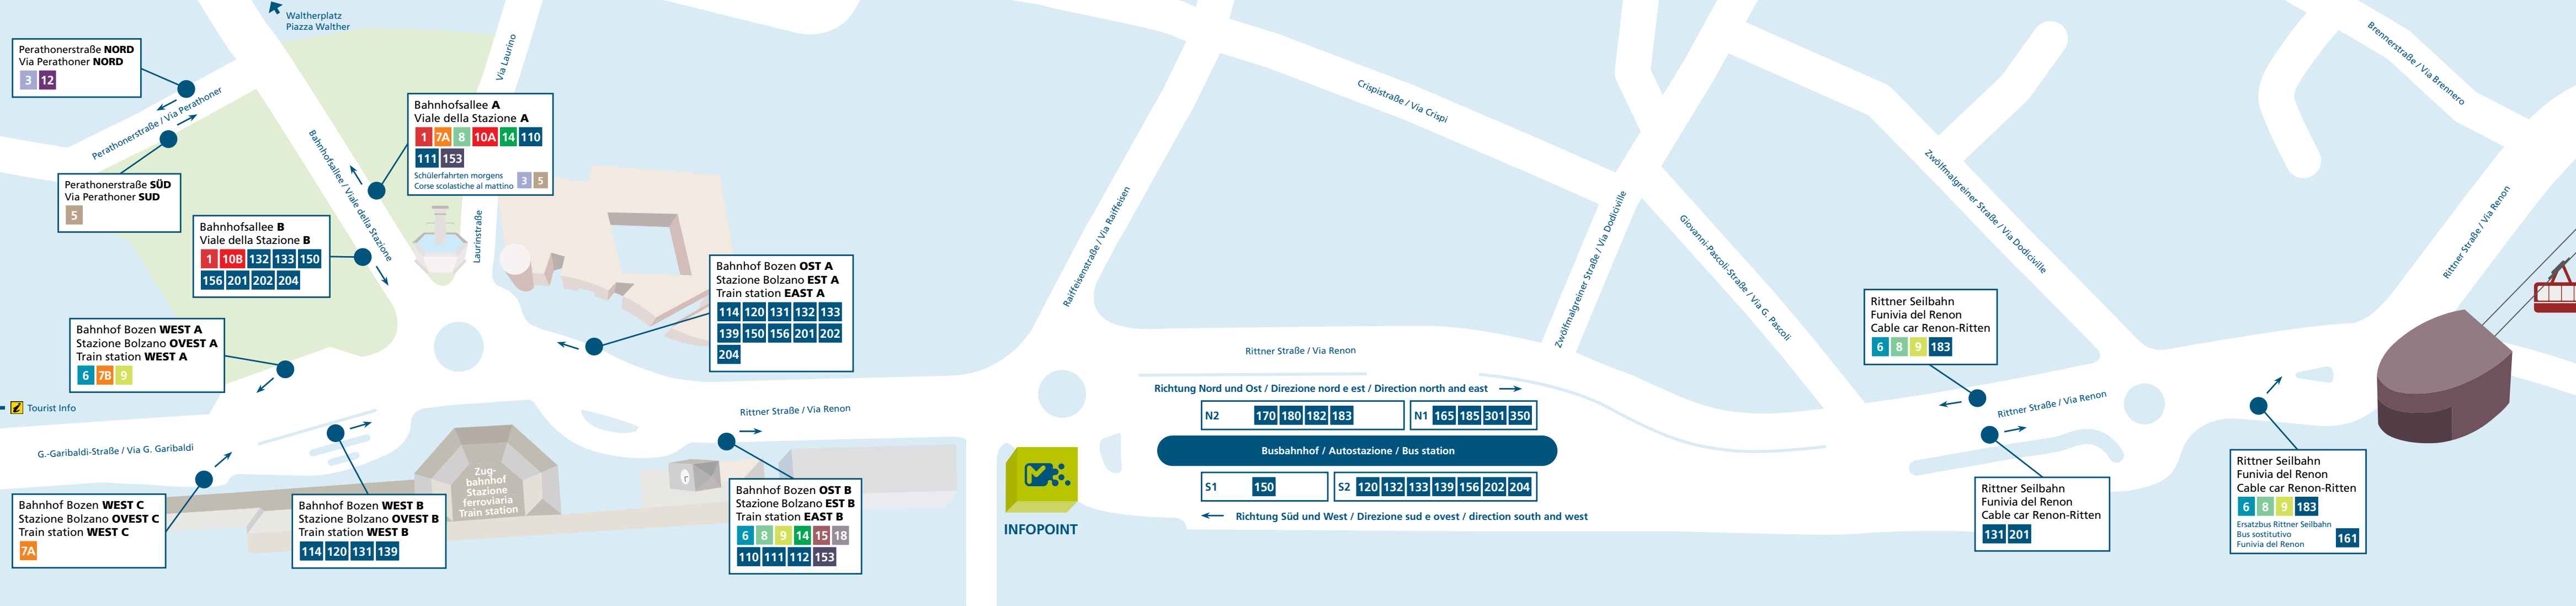 Waltherplatz
Piazza Walther
Perathonerstraße NORD
Via Perathoner NORD
3 12
Perathonerstraße / Via Perathoner
Perathonerstraße SÜD
Via Perathoner SUD
5
Via Laurino
Laurinstraße
Bahnhofsallee / Viale della Stazione
Bahnhofsallee A
Viale della Stazione A
1 7A 8 10A 14 110
111 153
Schülerfahrten morgens
Corse scolastiche al mattino 3 5
Bahnhofsallee B
Viale della Stazione B
1 10B 132 133 150
156 201 202 204
Bahnhof Bozen WEST A
Stazione Bolzano OVEST A
Train station WEST A
6 7B 9
Tourist Info
G.-Garibaldi-Straße / Via G. Garibaldi
Bahnhof Bozen WEST C
Stazione Bolzano OVEST C
Train station WEST C
7A
Bahnhof Bozen WEST B
Stazione Bolzano OVEST B
Train station WEST B
114 120 131 139
Zug-
bahnhof
Stazione
ferroviaria
Train station
Bahnhof Bozen OST A
Stazione Bolzano EST A
Train station EAST A
114 120 131 132 133
139 150 156 201 202
204
Rittner Straße / Via Renon
Bahnhof Bozen OST B
Stazione Bolzano EST B
Train station EAST B
6 8 9 14 15 18
110 111 112 153
INFOPOINT
Raiffeisenstraße / Via Raiffeisen
Crispistraße / Via Crispi
Zwölfmalgreiner Straße / Via Dodiciville
Giovanni-Pascoli-Straße / Via G. Pascoli
Zwölfmalgreiner Straße / Via Dodiciville
Brennerstraße / Via Brennero
Rittner Straße / Via Renon
Rittner Straße / Via Renon
Richtung Nord und Ost / Direzione nord e est / Direction north and east
N2 170 180 182 183
N1 165 185 301 350
Busbahnhof / Autostazione / Bus station
S1 150
S2 120 132 133 139 156 202 204
Richtung Süd und West / Direzione sud e ovest / direction south and west
Rittner Seilbahn
Funivia del Renon
Cable car Renon-Ritten
6 8 9 183
Rittner Straße / Via Renon
Rittner Seilbahn
Funivia del Renon
Cable car Renon-Ritten
131 201
Rittner Seilbahn
Funivia del Renon
Cable car Renon-Ritten
6 8 9 183
Ersatzbus Rittner Seilbahn
Bus sostitutivo
Funivia del Renon 161